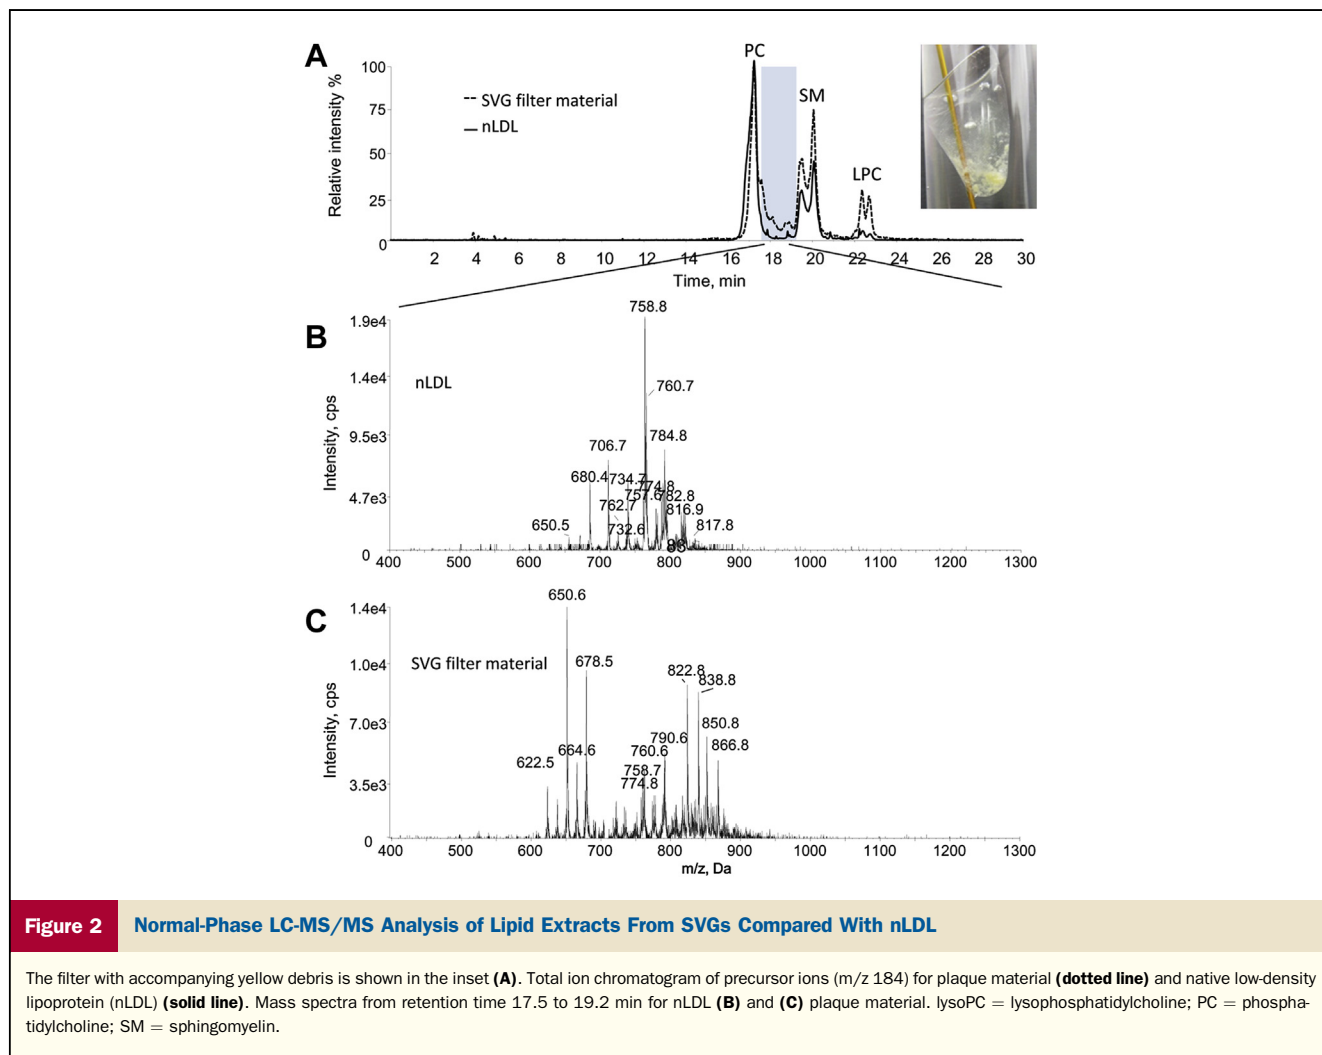 A
PC
SM
LPC
SVG filter material
nLDL
Relative intensity %
100
75
50
25
0
2 4 6 8 10 12 14 16 18 20 22 24 26 28 30
Time, min
B
nLDL
Intensity, cps
1.9e4
1.4e4
9.5e3
4.7e3
0
758.8
760.7
784.8
706.7
680.4
734.7
774.8
757.6
782.8
762.7
816.9
650.5
732.6
817.8
400 500 600 700 800 900 1000 1100 1200 1300
C
SVG filter material
Intensity, cps
1.4e4
1.0e4
7.0e3
3.5e3
0
650.6
678.5
822.8
838.8
850.8
790.6
866.8
664.6
760.6
622.5
758.7
774.8
400 500 600 700 800 900 1000 1100 1200 1300
m/z, Da
Figure 2 Normal-Phase LC-MS/MS Analysis of Lipid Extracts From SVGs Compared With nLDL
The filter with accompanying yellow debris is shown in the inset (A). Total ion chromatogram of precursor ions (m/z 184) for plaque material (dotted line) and native low-density
lipoprotein (nLDL) (solid line). Mass spectra from retention time 17.5 to 19.2 min for nLDL (B) and (C) plaque material. lysoPC = lysophosphatidylcholine; PC = phospha-
tidylcholine; SM = sphingomyelin.